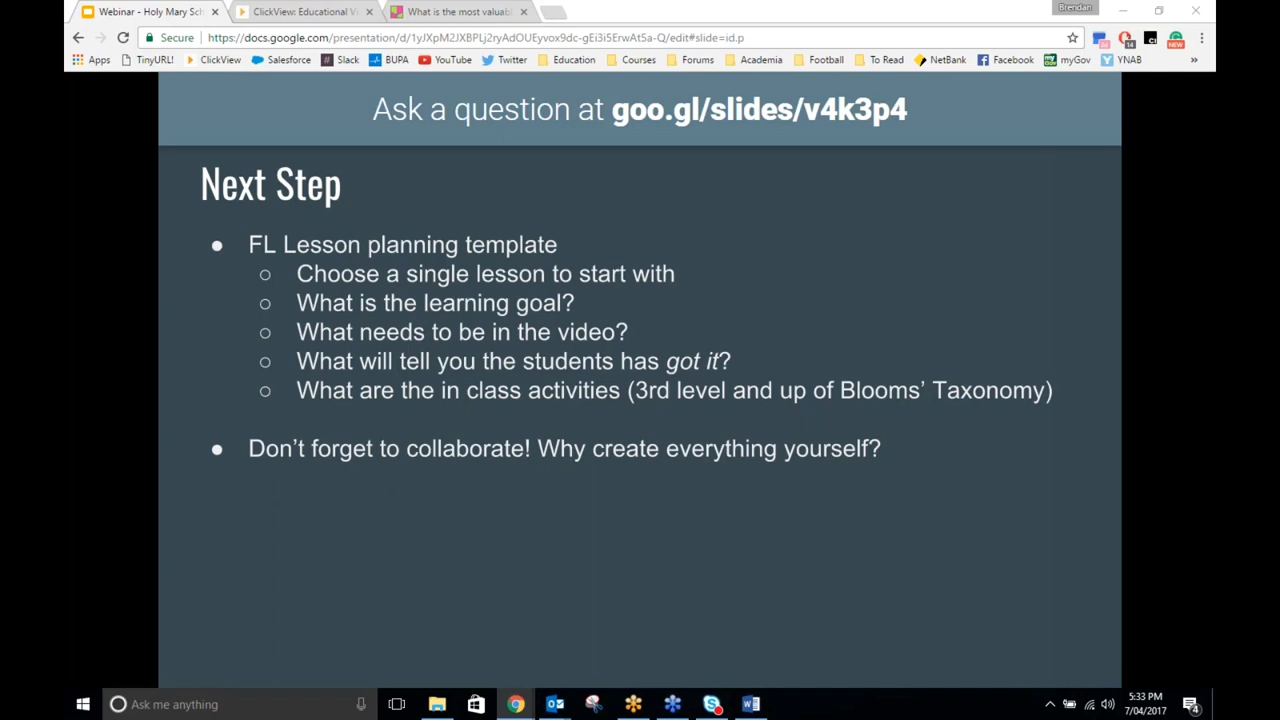 Brendan
Webinar - Holy Mary Sch
ClickView: Educational Vi
What is the most valuabl
Secure
https://docs.google.com/presentation/d/1yJXpM2JXBPLj2ryAdOUEyvox9dc-gEi3i5ErwAt5a-Q/edit#slide=id.p
Apps TinyURL! ClickView Salesforce Slack BUPA YouTube Twitter Education Courses Forums Academia Football To Read NetBank Facebook myGov YNAB »
Ask a question at goo.gl/slides/v4k3p4
Next Step
● FL Lesson planning template
○ Choose a single lesson to start with
○ What is the learning goal?
○ What needs to be in the video?
○ What will tell you the students has got it?
○ What are the in class activities (3rd level and up of Blooms’ Taxonomy)
● Don’t forget to collaborate! Why create everything yourself?
Ask me anything
5:33 PM
7/04/2017